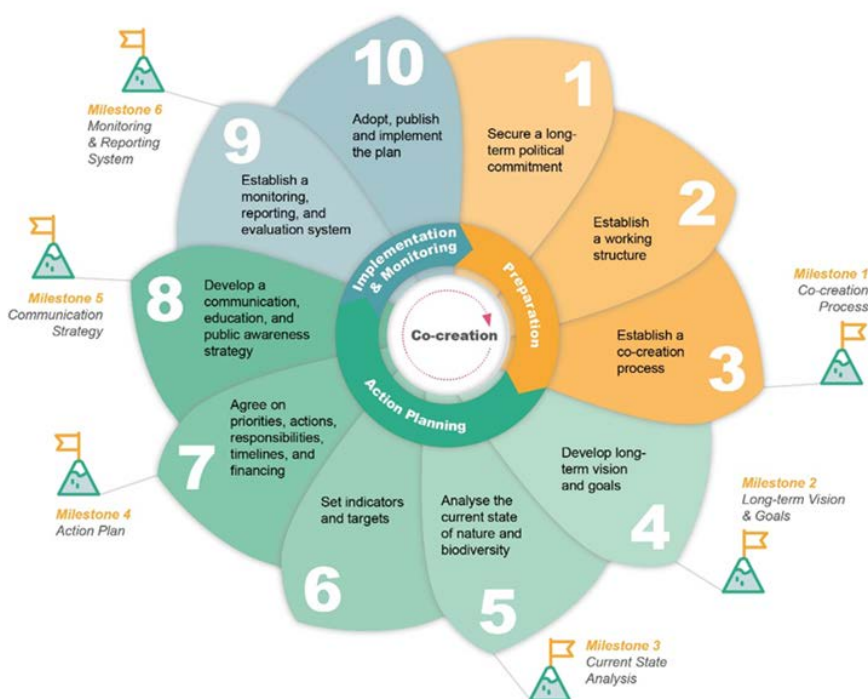 10
Adopt, publish
and implement
the plan
1
Secure a long-
term political
commitment
2
Establish
a working
structure
3
Establish a
co-creation
process
Milestone 1
Co-creation
Process
4
Develop long-
term vision
and goals
Milestone 2
Long-term Vision
& Goals
5
Analyse the
current state
of nature and
biodiversity
Milestone 3
Current State
Analysis
6
Set indicators
and targets
7
Agree on
priorities, actions,
responsibilities,
timelines, and
financing
Milestone 4
Action Plan
8
Develop a
communication,
education, and
public awareness
strategy
Milestone 5
Communication
Strategy
9
Establish a
monitoring,
reporting, and
evaluation system
Milestone 6
Monitoring
& Reporting
System
Implementation
& Monitoring
Preparation
Action Planning
Co-creation